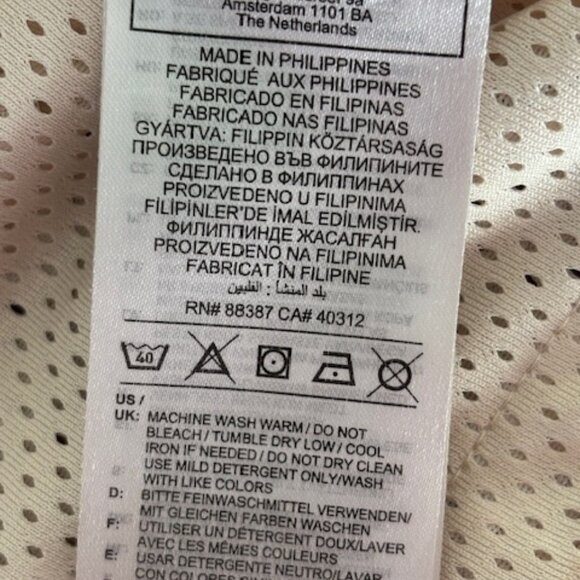 Amsterdam 1101 BA
The Netherlands
MADE IN PHILIPPINES
FABRIQUÉ AUX PHILIPPINES
FABRICADO EN FILIPINAS
FABRICADO NAS FILIPINAS
GYÁRTVA: FILIPPIN KÖZTÁRSASÁG
ПРОИЗВЕДЕНО ВЪВ ФИЛИПИНИТЕ
СДЕЛАНО В ФИЛИППИНАХ
PROIZVEDENO U FILIPINIMA
FİLİPİNLER'DE İMAL EDİLMİŞTİR.
ФИЛИППИНДЕ ЖАСАЛҒАН
PROIZVEDENO NA FILIPINIMA
FABRICAT ÎN FILIPINE
بلد المنشأ : الفلبين
RN# 88387 CA# 40312
40
US /
UK: MACHINE WASH WARM / DO NOT
BLEACH / TUMBLE DRY LOW / COOL
IRON IF NEEDED / DO NOT DRY CLEAN
USE MILD DETERGENT ONLY/WASH
WITH LIKE COLORS
D: BITTE FEINWASCHMITTEL VERWENDEN/
MIT GLEICHEN FARBEN WASCHEN
F: UTILISER UN DÉTERGENT DOUX/LAVER
AVEC LES MÊMES COULEURS
E: USAR DETERGENTE NEUTRO/LAVAR